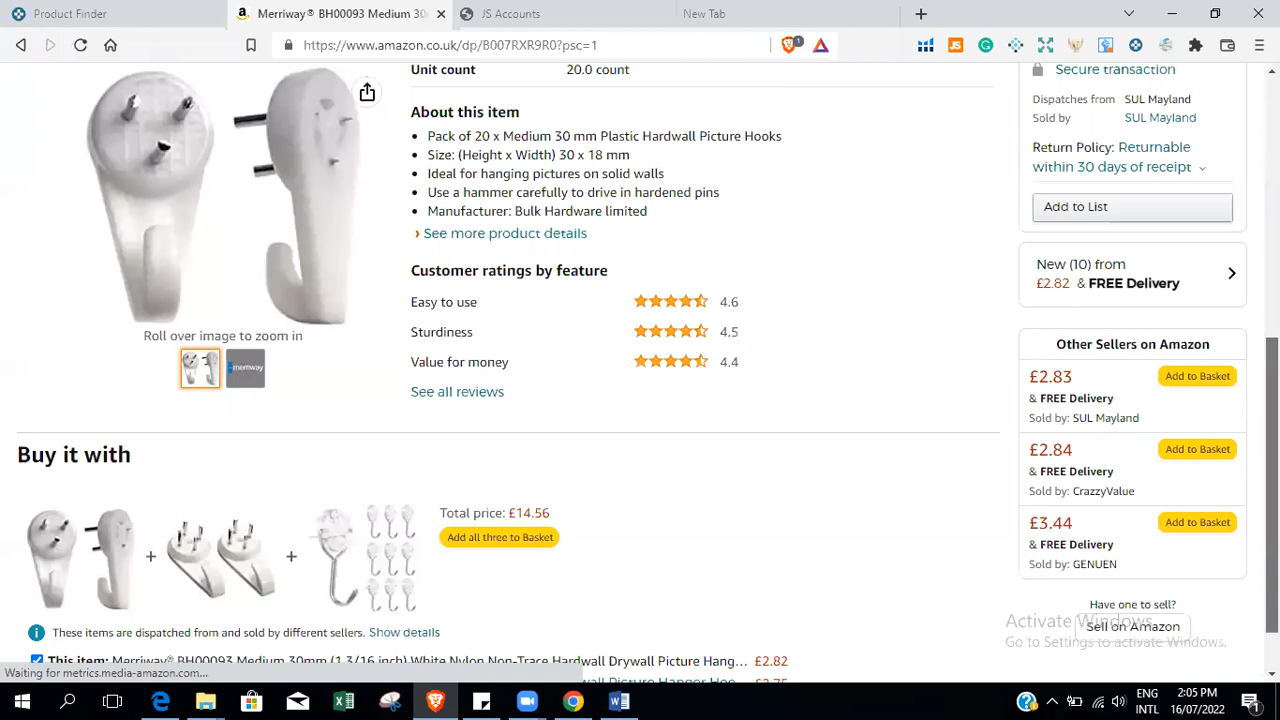 Product Finder
Merriway® BH00093 Medium 30
JS Accounts
New Tab
https://www.amazon.co.uk/dp/B007RXR9R0?psc=1
1
Unit count 20.0 count
About this item
Pack of 20 x Medium 30 mm Plastic Hardwall Picture Hooks
Size: (Height x Width) 30 x 18 mm
Ideal for hanging pictures on solid walls
Use a hammer carefully to drive in hardened pins
Manufacturer: Bulk Hardware limited
› See more product details
Customer ratings by feature
Easy to use 4.6
Sturdiness 4.5
Value for money 4.4
See all reviews
Roll over image to zoom in
merriway
Secure transaction
Dispatches from SUL Mayland
Sold by SUL Mayland
Return Policy: Returnable
within 30 days of receipt
Add to List
New (10) from
£2.82 & FREE Delivery
Other Sellers on Amazon
£2.83 Add to Basket
& FREE Delivery
Sold by: SUL Mayland
£2.84 Add to Basket
& FREE Delivery
Sold by: CrazzyValue
£3.44 Add to Basket
& FREE Delivery
Sold by: GENUEN
Have one to sell?
Sell on Amazon
Buy it with
+ +
Total price: £14.56
Add all three to Basket
These items are dispatched from and sold by different sellers. Show details
This item: Merriway® BH00093 Medium 30mm (1.3/16 inch) White Nylon Non-Trace Hardwall Drywall Picture Hang… £2.82
Activate Windows
Go to Settings to activate Windows.
Waiting for metrics.media-amazon.com...
ENG
INTL
2:05 PM
16/07/2022
1